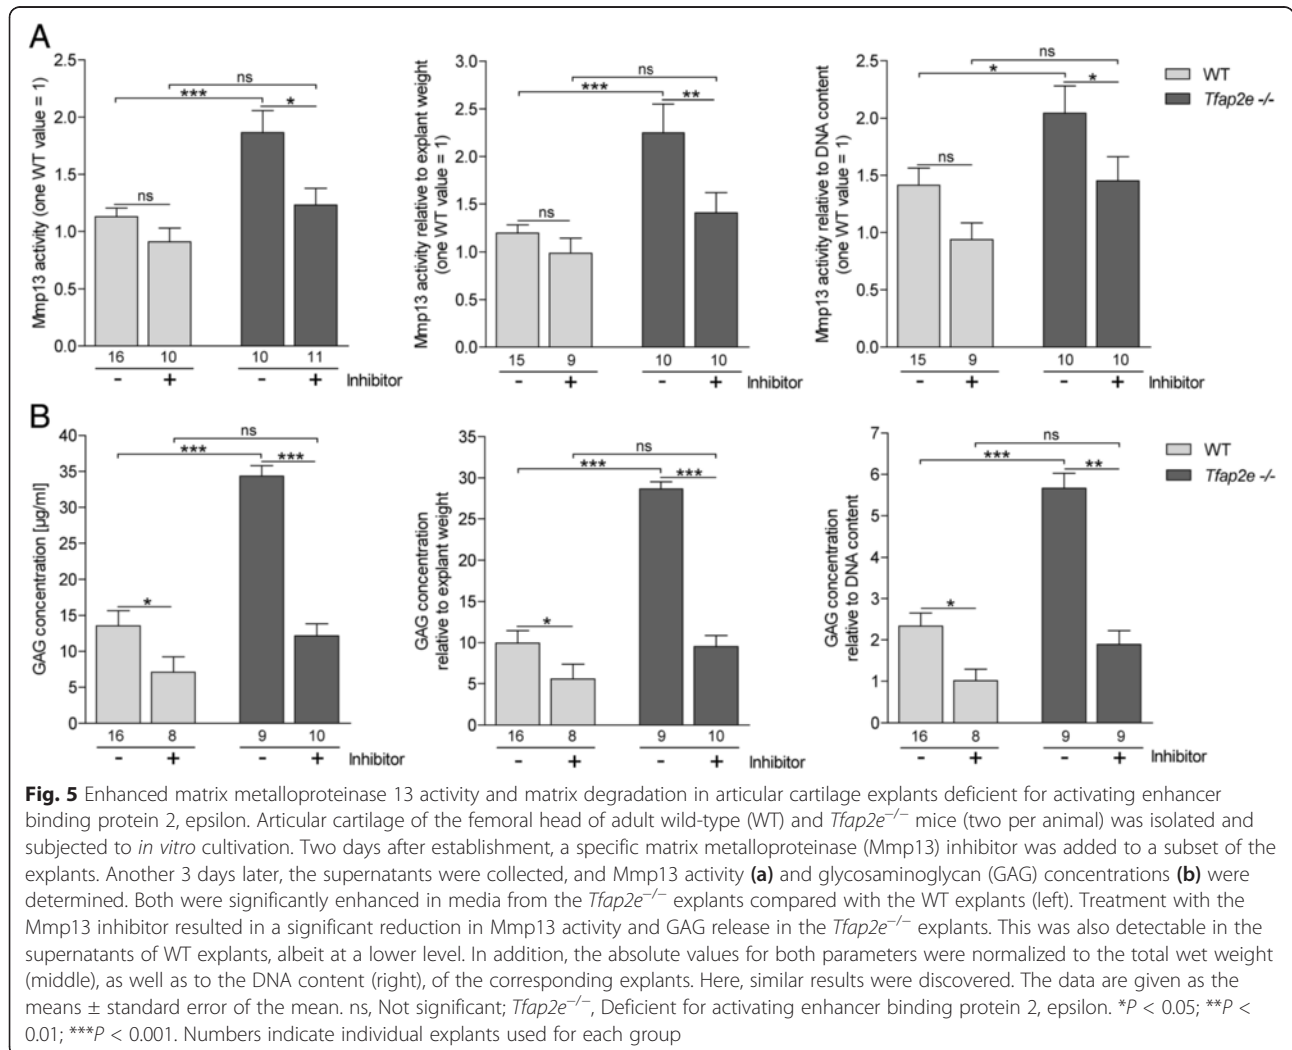 A
Mmp13 activity (one WT value = 1)
2.5
2.0
1.5
1.0
0.5
0.0
ns
***
*
ns
16 10 10 11
- + - + Inhibitor
Mmp13 activity relative to explant weight
(one WT value = 1)
3.0
2.5
2.0
1.5
1.0
0.5
0.0
ns
***
**
ns
15 9 10 10
- + - + Inhibitor
Mmp13 activity relative to DNA content
(one WT value = 1)
2.5
2.0
1.5
1.0
0.5
0.0
ns
*
*
ns
15 9 10 10
- + - + Inhibitor
WT
Tfap2e -/-
B
GAG concentration [µg/ml]
40
35
30
25
20
15
10
5
0
ns
***
***
*
16 8 9 10
- + - + Inhibitor
GAG concentration
relative to explant weight
35
30
25
20
15
10
5
0
ns
***
***
*
16 8 9 10
- + - + Inhibitor
GAG concentration
relative to DNA content
7
6
5
4
3
2
1
0
ns
***
**
*
16 8 9 9
- + - + Inhibitor
WT
Tfap2e -/-
Fig. 5 Enhanced matrix metalloproteinase 13 activity and matrix degradation in articular cartilage explants deficient for activating enhancer
binding protein 2, epsilon. Articular cartilage of the femoral head of adult wild-type (WT) and Tfap2e−/− mice (two per animal) was isolated and
subjected to in vitro cultivation. Two days after establishment, a specific matrix metalloproteinase (Mmp13) inhibitor was added to a subset of the
explants. Another 3 days later, the supernatants were collected, and Mmp13 activity (a) and glycosaminoglycan (GAG) concentrations (b) were
determined. Both were significantly enhanced in media from the Tfap2e−/− explants compared with the WT explants (left). Treatment with the
Mmp13 inhibitor resulted in a significant reduction in Mmp13 activity and GAG release in the Tfap2e−/− explants. This was also detectable in the
supernatants of WT explants, albeit at a lower level. In addition, the absolute values for both parameters were normalized to the total wet weight
(middle), as well as to the DNA content (right), of the corresponding explants. Here, similar results were discovered. The data are given as the
means ± standard error of the mean. ns, Not significant; Tfap2e−/−, Deficient for activating enhancer binding protein 2, epsilon. *P < 0.05; **P <
0.01; ***P < 0.001. Numbers indicate individual explants used for each group